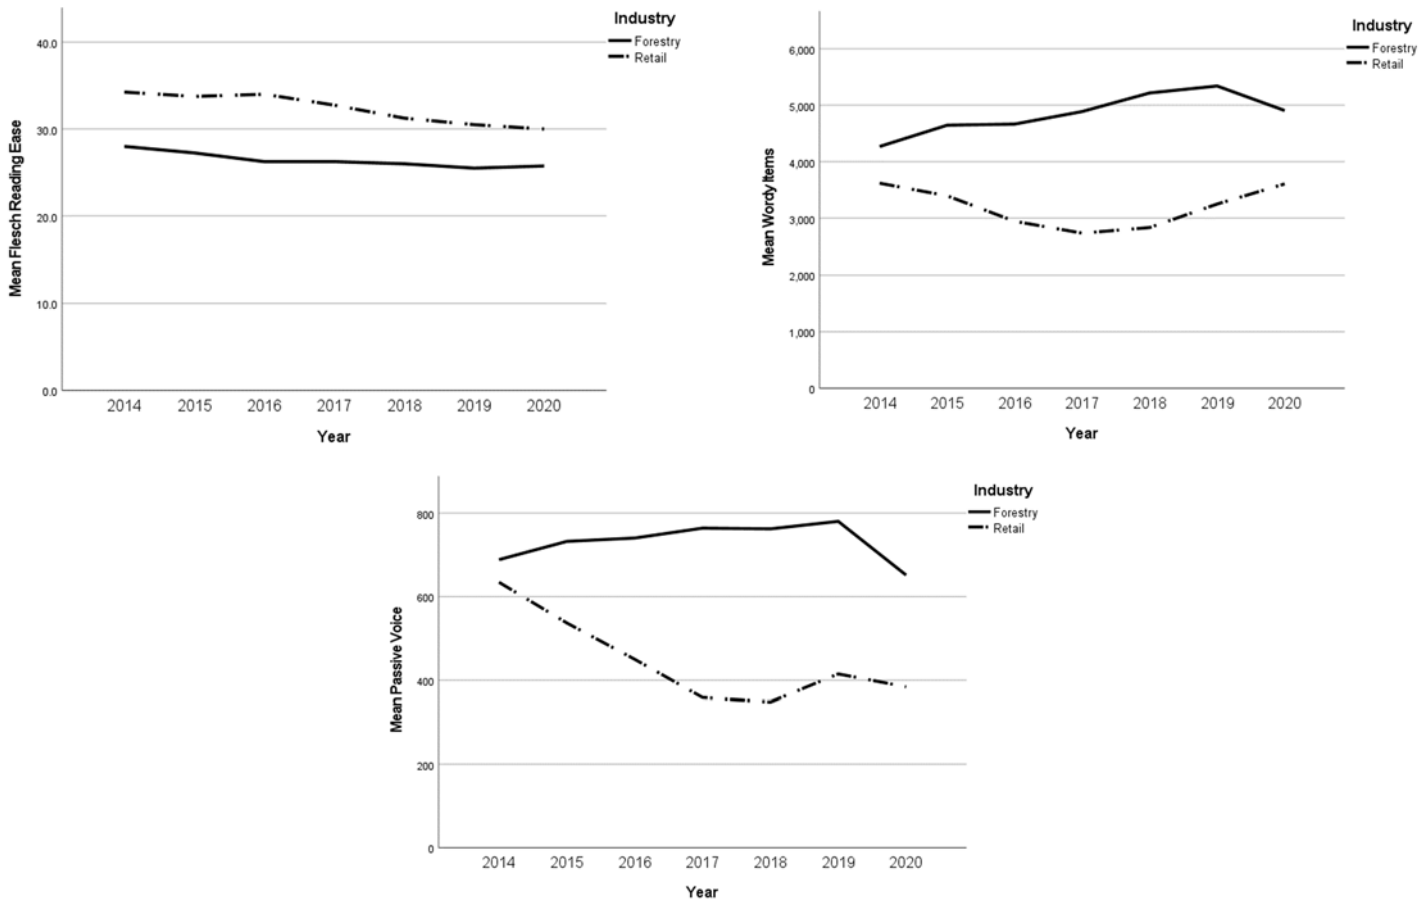 Industry
Forestry
Retail
40.0
30.0
20.0
10.0
0.0
Mean Flesch Reading Ease
2014 2015 2016 2017 2018 2019 2020
Year
Industry
Forestry
Retail
6,000
5,000
4,000
3,000
2,000
1,000
0
Mean Wordy Items
2014 2015 2016 2017 2018 2019 2020
Year
Industry
Forestry
Retail
800
600
400
200
0
Mean Passive Voice
2014 2015 2016 2017 2018 2019 2020
Year